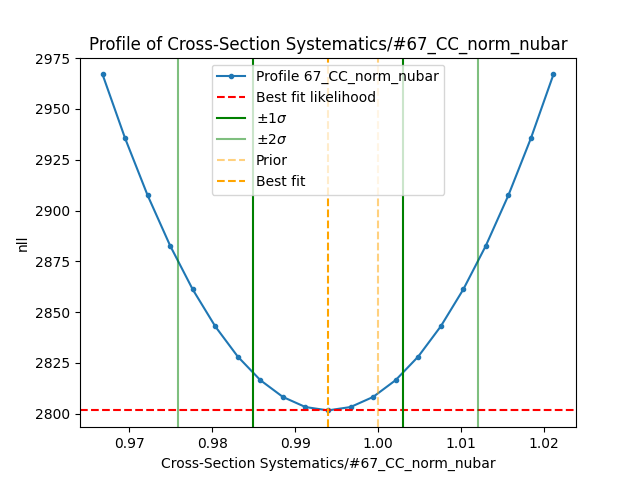 Profile of Cross-Section Systematics/#67_CC_norm_nubar
2975
2950
2925
2900
2875
2850
2825
2800
nll
Profile 67_CC_norm_nubar
Best fit likelihood
±1σ
±2σ
Prior
Best fit
0.97 0.98 0.99 1.00 1.01 1.02
Cross-Section Systematics/#67_CC_norm_nubar